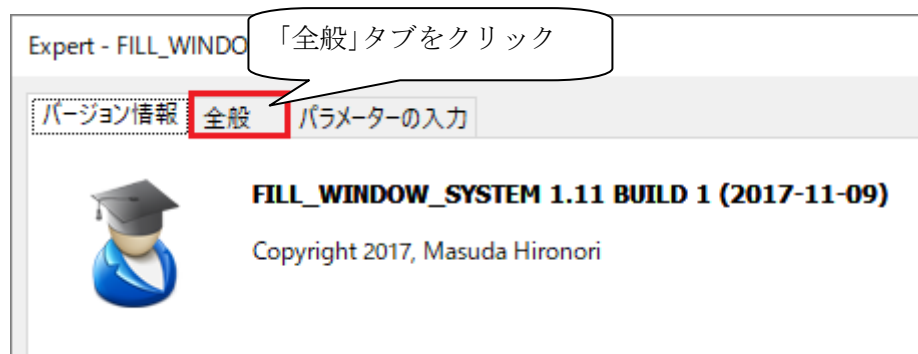 Expert - FILL_WINDO
「全般」タブをクリック
バージョン情報 全般 パラメーターの入力
FILL_WINDOW_SYSTEM 1.11 BUILD 1 (2017-11-09)
Copyright 2017, Masuda Hironori